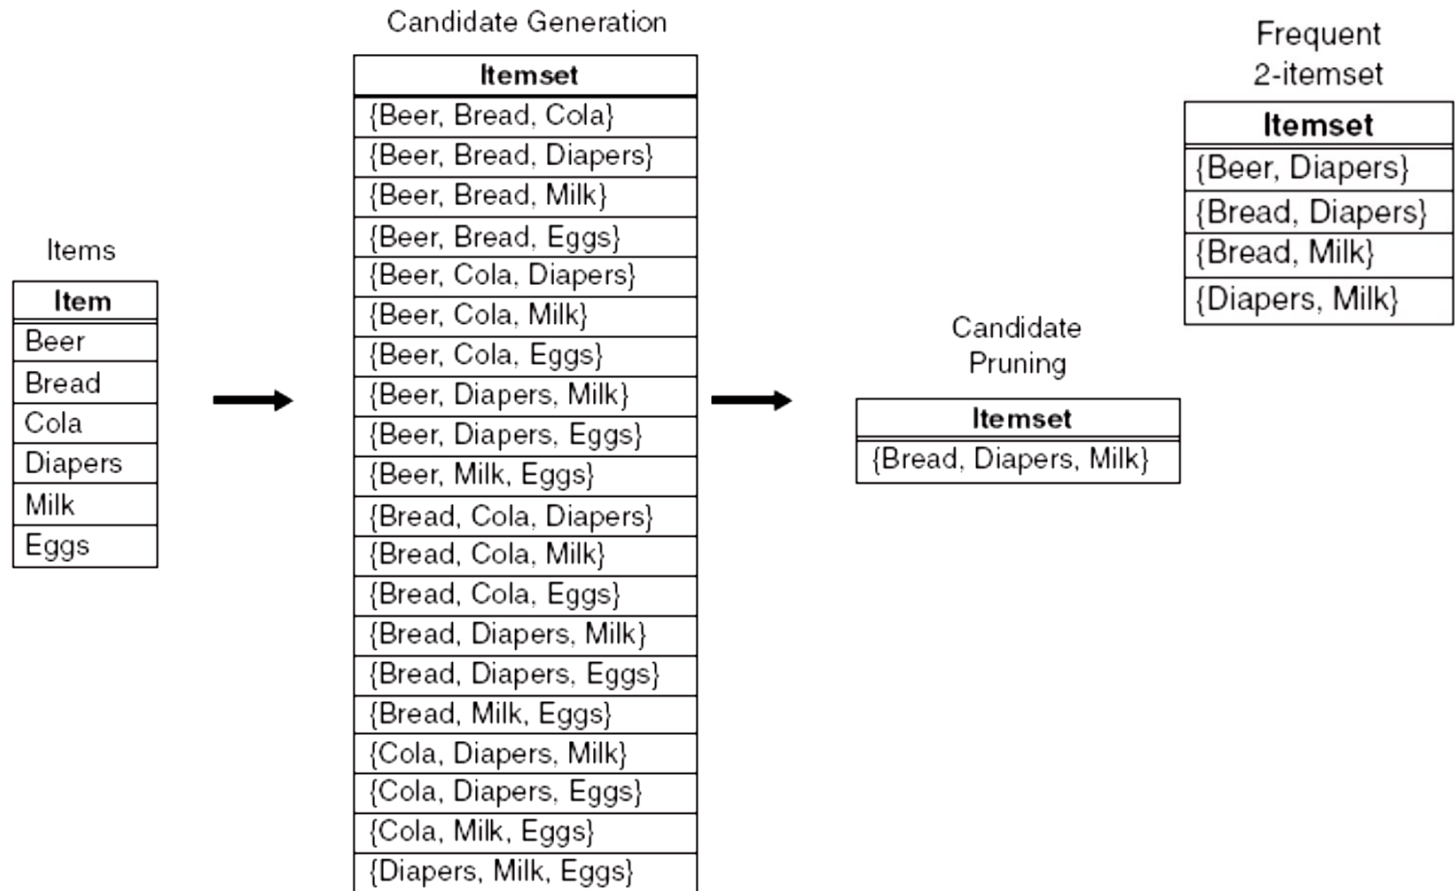 Candidate Generation
Itemset
{Beer, Bread, Cola}
{Beer, Bread, Diapers}
{Beer, Bread, Milk}
{Beer, Bread, Eggs}
{Beer, Cola, Diapers}
{Beer, Cola, Milk}
{Beer, Cola, Eggs}
{Beer, Diapers, Milk}
{Beer, Diapers, Eggs}
{Beer, Milk, Eggs}
{Bread, Cola, Diapers}
{Bread, Cola, Milk}
{Bread, Cola, Eggs}
{Bread, Diapers, Milk}
{Bread, Diapers, Eggs}
{Bread, Milk, Eggs}
{Cola, Diapers, Milk}
{Cola, Diapers, Eggs}
{Cola, Milk, Eggs}
{Diapers, Milk, Eggs}
Items
Item
Beer
Bread
Cola
Diapers
Milk
Eggs
Frequent
2-itemset
Itemset
{Beer, Diapers}
{Bread, Diapers}
{Bread, Milk}
{Diapers, Milk}
Candidate
Pruning
Itemset
{Bread, Diapers, Milk}